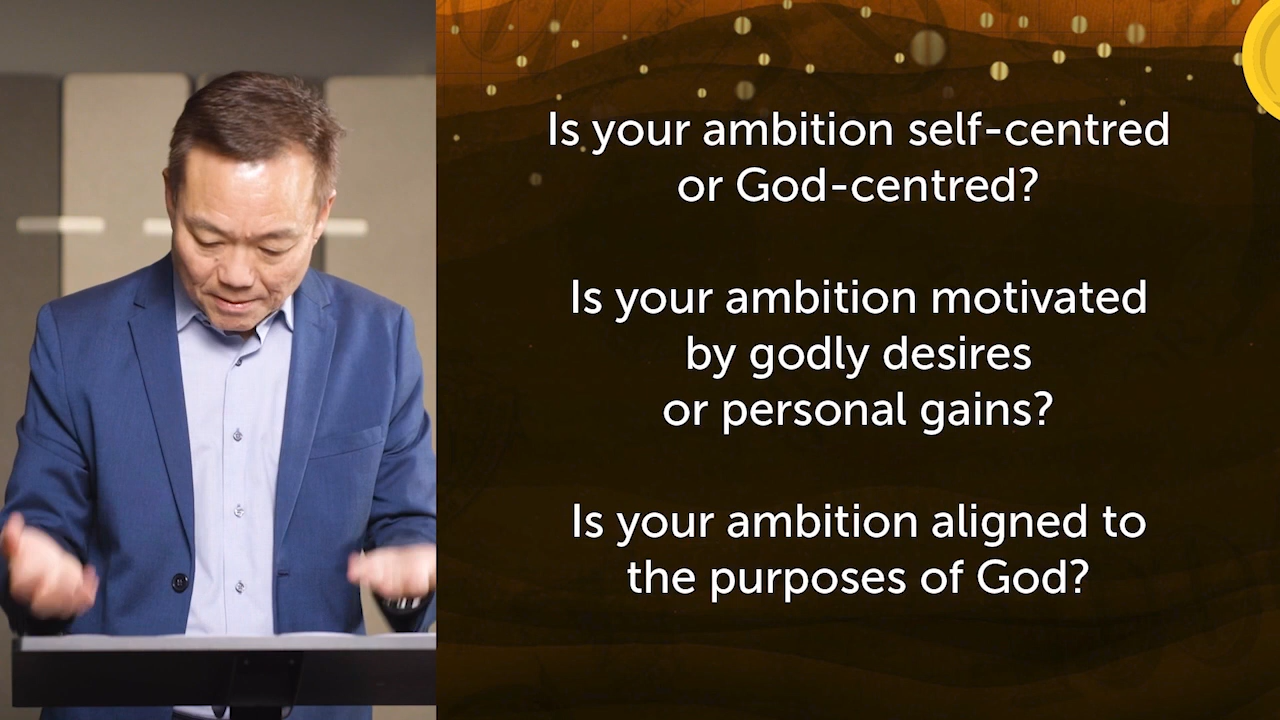 Is your ambition self-centred
or God-centred?
Is your ambition motivated
by godly desires
or personal gains?
Is your ambition aligned to
the purposes of God?